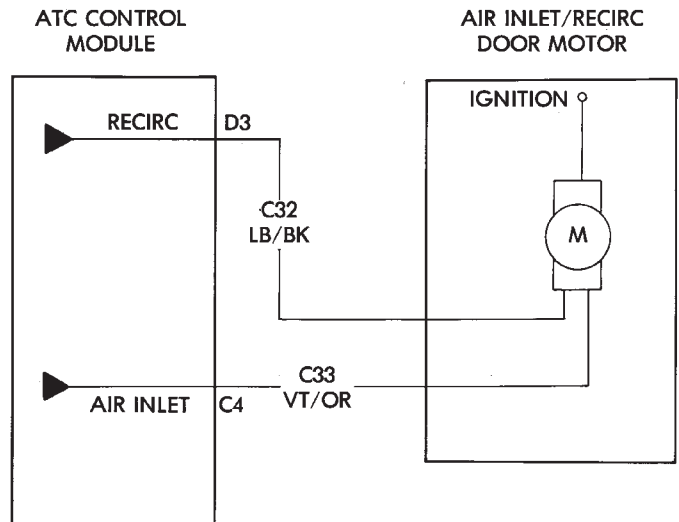 ATC CONTROL
MODULE
AIR INLET/RECIRC
DOOR MOTOR
IGNITION
RECIRC
D3
C32
LB/BK
M
C33
VT/OR
AIR INLET
C4